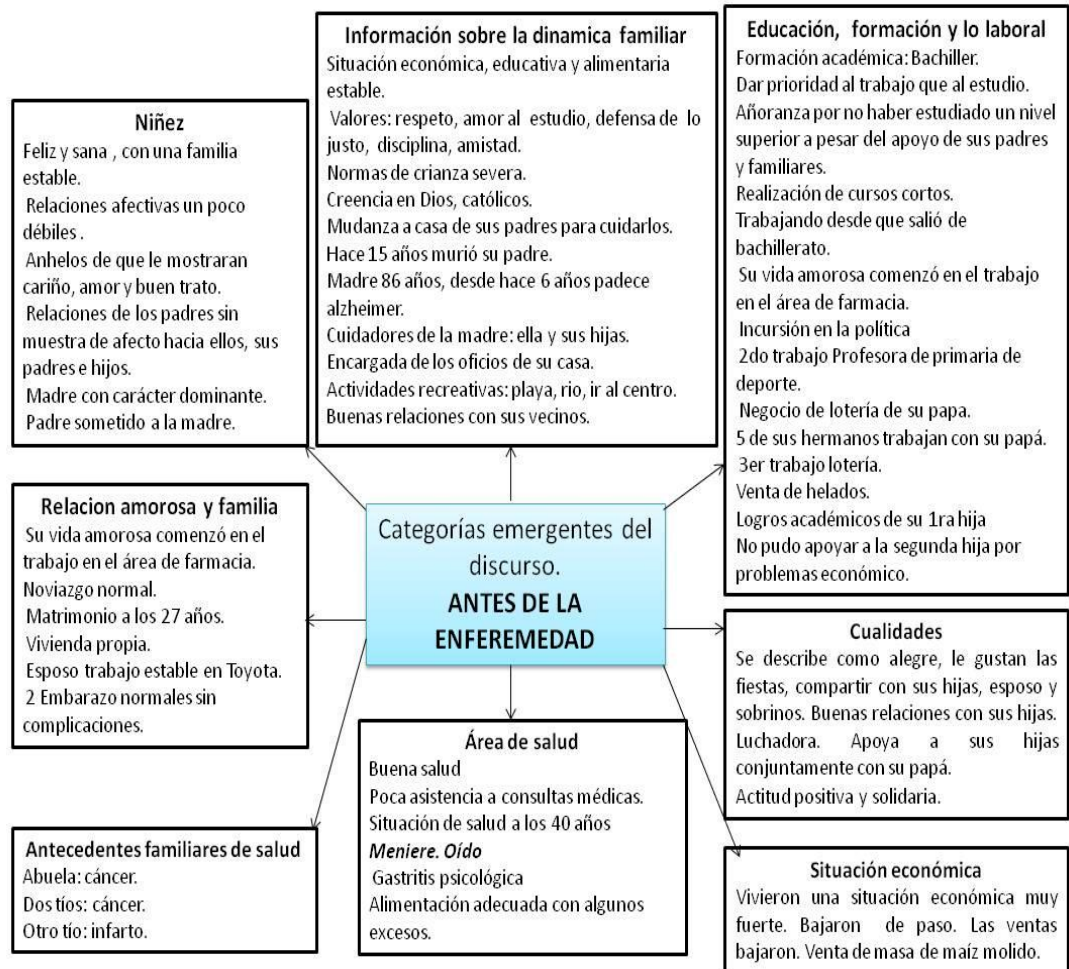 Información sobre la dinamica familiar
Situación económica, educativa y alimentaria
estable.
Valores: respeto, amor al estudio, defensa de lo
justo, disciplina, amistad.
Normas de crianza severa.
Creencia en Dios, católicos.
Mudanza a casa de sus padres para cuidarlos.
Hace 15 años murió su padre.
Madre 86 años, desde hace 6 años padece
alzheimer.
Cuidadores de la madre: ella y sus hijas.
Encargada de los oficios de su casa.
Actividades recreativas: playa, rio, ir al centro.
Buenas relaciones con sus vecinos.
Educación, formación y lo laboral
Formación académica: Bachiller.
Dar prioridad al trabajo que al estudio.
Añoranza por no haber estudiado un nivel
superior a pesar del apoyo de sus padres
y familiares.
Realización de cursos cortos.
Trabajando desde que salió de
bachillerato.
Su vida amorosa comenzó en el trabajo
en el área de farmacia.
Incursión en la política
2do trabajo Profesora de primaria de
deporte.
Negocio de lotería de su papa.
5 de sus hermanos trabajan con su papá.
3er trabajo lotería.
Venta de helados.
Logros académicos de su 1ra hija
No pudo apoyar a la segunda hija por
problemas económico.
Niñez
Feliz y sana , con una familia
estable.
Relaciones afectivas un poco
débiles .
Anhelos de que le mostraran
cariño, amor y buen trato.
Relaciones de los padres sin
muestra de afecto hacia ellos, sus
padres e hijos.
Madre con carácter dominante.
Padre sometido a la madre.
Relacion amorosa y familia
Su vida amorosa comenzó en el
trabajo en el área de farmacia.
Noviazgo normal.
Matrimonio a los 27 años.
Vivienda propia.
Esposo trabajo estable en Toyota.
2 Embarazo normales sin
complicaciones.
Categorías emergentes del
discurso.
ANTES DE LA
ENFEREMEDAD
Cualidades
Se describe como alegre, le gustan las
fiestas, compartir con sus hijas, esposo y
sobrinos. Buenas relaciones con sus hijas.
Luchadora. Apoya a sus hijas
conjuntamente con su papá.
Actitud positiva y solidaria.
Área de salud
Buena salud
Poca asistencia a consultas médicas.
Situación de salud a los 40 años
Meniere. Oído
Gastritis psicológica
Alimentación adecuada con algunos
excesos.
Antecedentes familiares de salud
Abuela: cáncer.
Dos tíos: cáncer.
Otro tío: infarto.
Situación económica
Vivieron una situación económica muy
fuerte. Bajaron de paso. Las ventas
bajaron. Venta de masa de maíz molido.